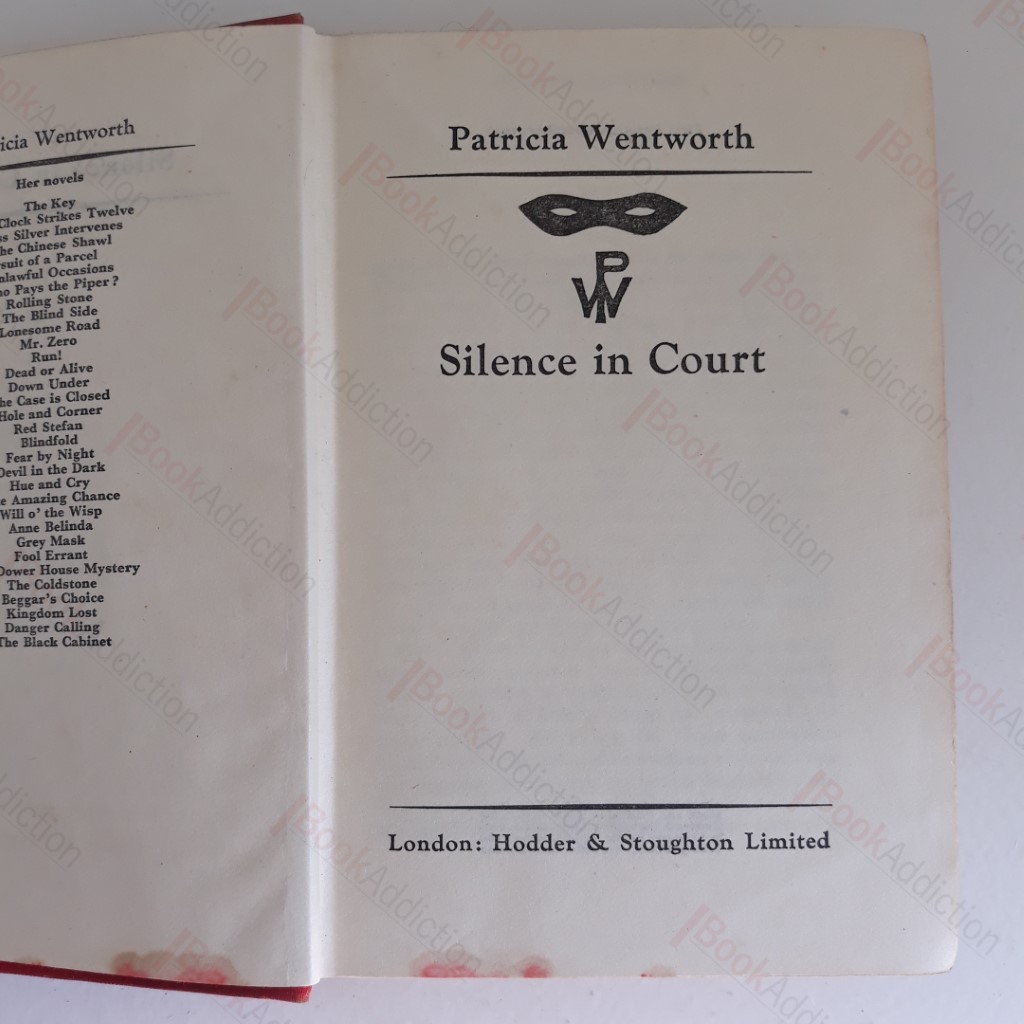 icia Wentworth
Her novels
The Key
Clock Strikes Twelve
ss Silver Intervenes
he Chinese Shawl
suit of a Parcel
nlawful Occasions
ho Pays the Piper?
Rolling Stone
The Blind Side
Lonesome Road
Mr. Zero
Run!
Dead or Alive
Down Under
he Case is Closed
Hole and Corner
Red Stefan
Blindfold
Fear by Night
Devil in the Dark
Hue and Cry
e Amazing Chance
Will o' the Wisp
Anne Belinda
Grey Mask
Fool Errant
Dower House Mystery
The Coldstone
Beggar's Choice
Kingdom Lost
Danger Calling
The Black Cabinet
Patricia Wentworth
PW
Silence in Court
London: Hodder & Stoughton Limited
BookAddiction